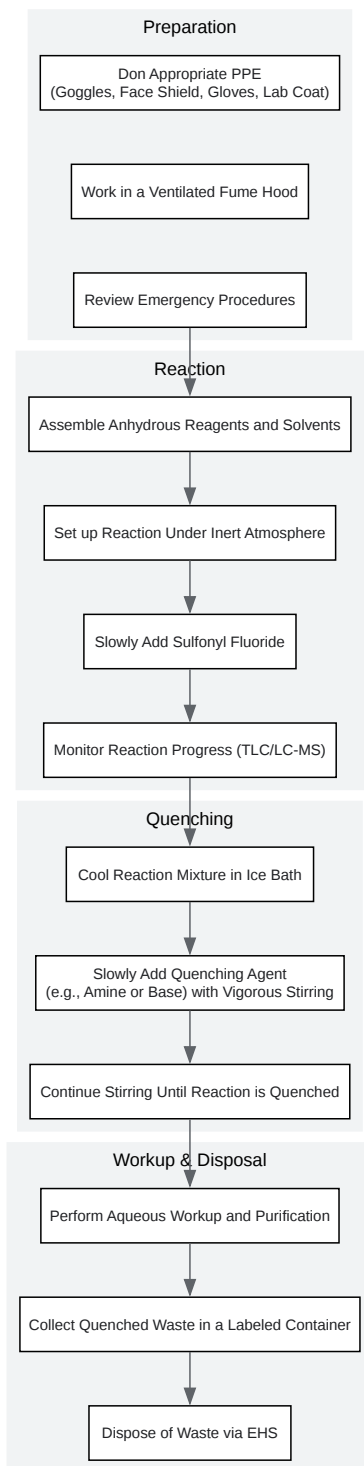 Preparation
Don Appropriate PPE
(Goggles, Face Shield, Gloves, Lab Coat)
Work in a Ventilated Fume Hood
Review Emergency Procedures
Reaction
Assemble Anhydrous Reagents and Solvents
Set up Reaction Under Inert Atmosphere
Slowly Add Sulfonyl Fluoride
Monitor Reaction Progress (TLC/LC-MS)
Quenching
Cool Reaction Mixture in Ice Bath
Slowly Add Quenching Agent
(e.g., Amine or Base) with Vigorous Stirring
Continue Stirring Until Reaction is Quenched
Workup & Disposal
Perform Aqueous Workup and Purification
Collect Quenched Waste in a Labeled Container
Dispose of Waste via EHS